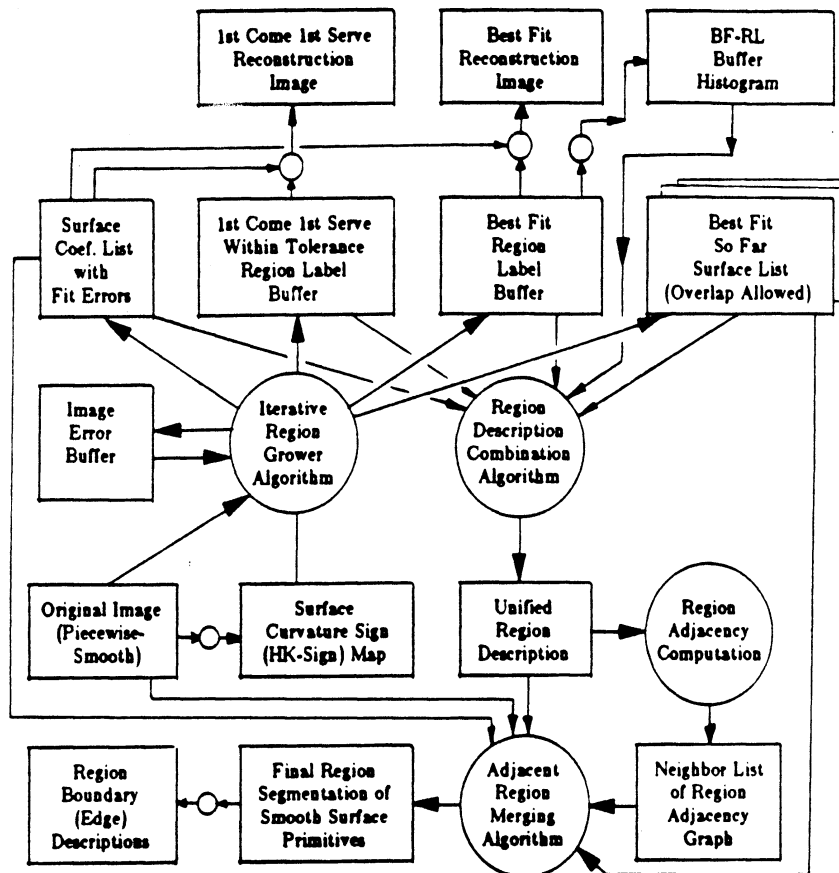 1st Come 1st Serve
Reconstruction
Image
Best Fit
Reconstruction
Image
BF-RL
Buffer
Histogram
Surface
Coef. List
with
Fit Errors
1st Come 1st Serve
Within Tolerance
Region Label
Buffer
Best Fit
Region
Label
Buffer
Best Fit
So Far
Surface List
(Overlap Allowed)
Image
Error
Buffer
Iterative
Region
Grower
Algorithm
Region
Description
Combination
Algorithm
Original Image
(Piecewise-
Smooth)
Surface
Curvature Sign
(HK-Sign) Map
Unified
Region
Description
Region
Adjacency
Computation
Region
Boundary
(Edge)
Descriptions
Final Region
Segmentation of
Smooth Surface
Primitives
Adjacent
Region
Merging
Algorithm
Neighbor List
of Region
Adjacency
Graph